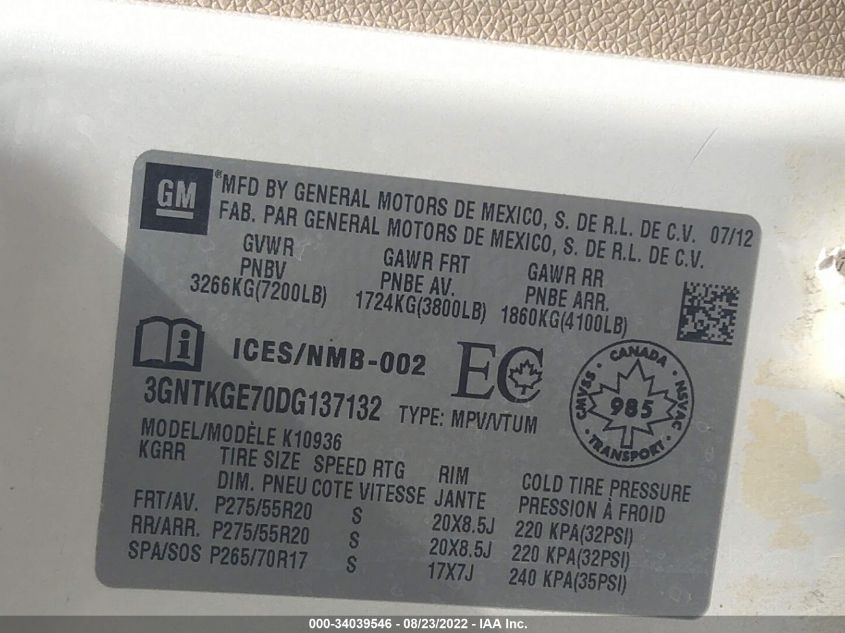 GM
®MFD BY GENERAL MOTORS DE MEXICO, S. DE R.L. DE C.V. 07/12
FAB. PAR GENERAL MOTORS DE MEXICO, S. DE R.L. DE C.V.
GVWR GAWR FRT GAWR RR
PNBV PNBE AV. PNBE ARR.
3266KG(7200LB) 1724KG(3800LB) 1860KG(4100LB)
ICES/NMB-002 EC
CANADA
CMVSS 985 NSVAC
TRANSPORT
3GNTKGE70DG137132 TYPE: MPV/VTUM
MODEL/MODÈLE K10936
KGRR TIRE SIZE SPEED RTG RIM COLD TIRE PRESSURE
DIM. PNEU COTE VITESSE JANTE PRESSION À FROID
FRT/AV. P275/55R20 S 20X8.5J 220 KPA(32PSI)
RR/ARR. P275/55R20 S 20X8.5J 220 KPA(32PSI)
SPA/SOS P265/70R17 S 17X7J 240 KPA(35PSI)
000-34039546 - 08/23/2022 - IAA Inc.